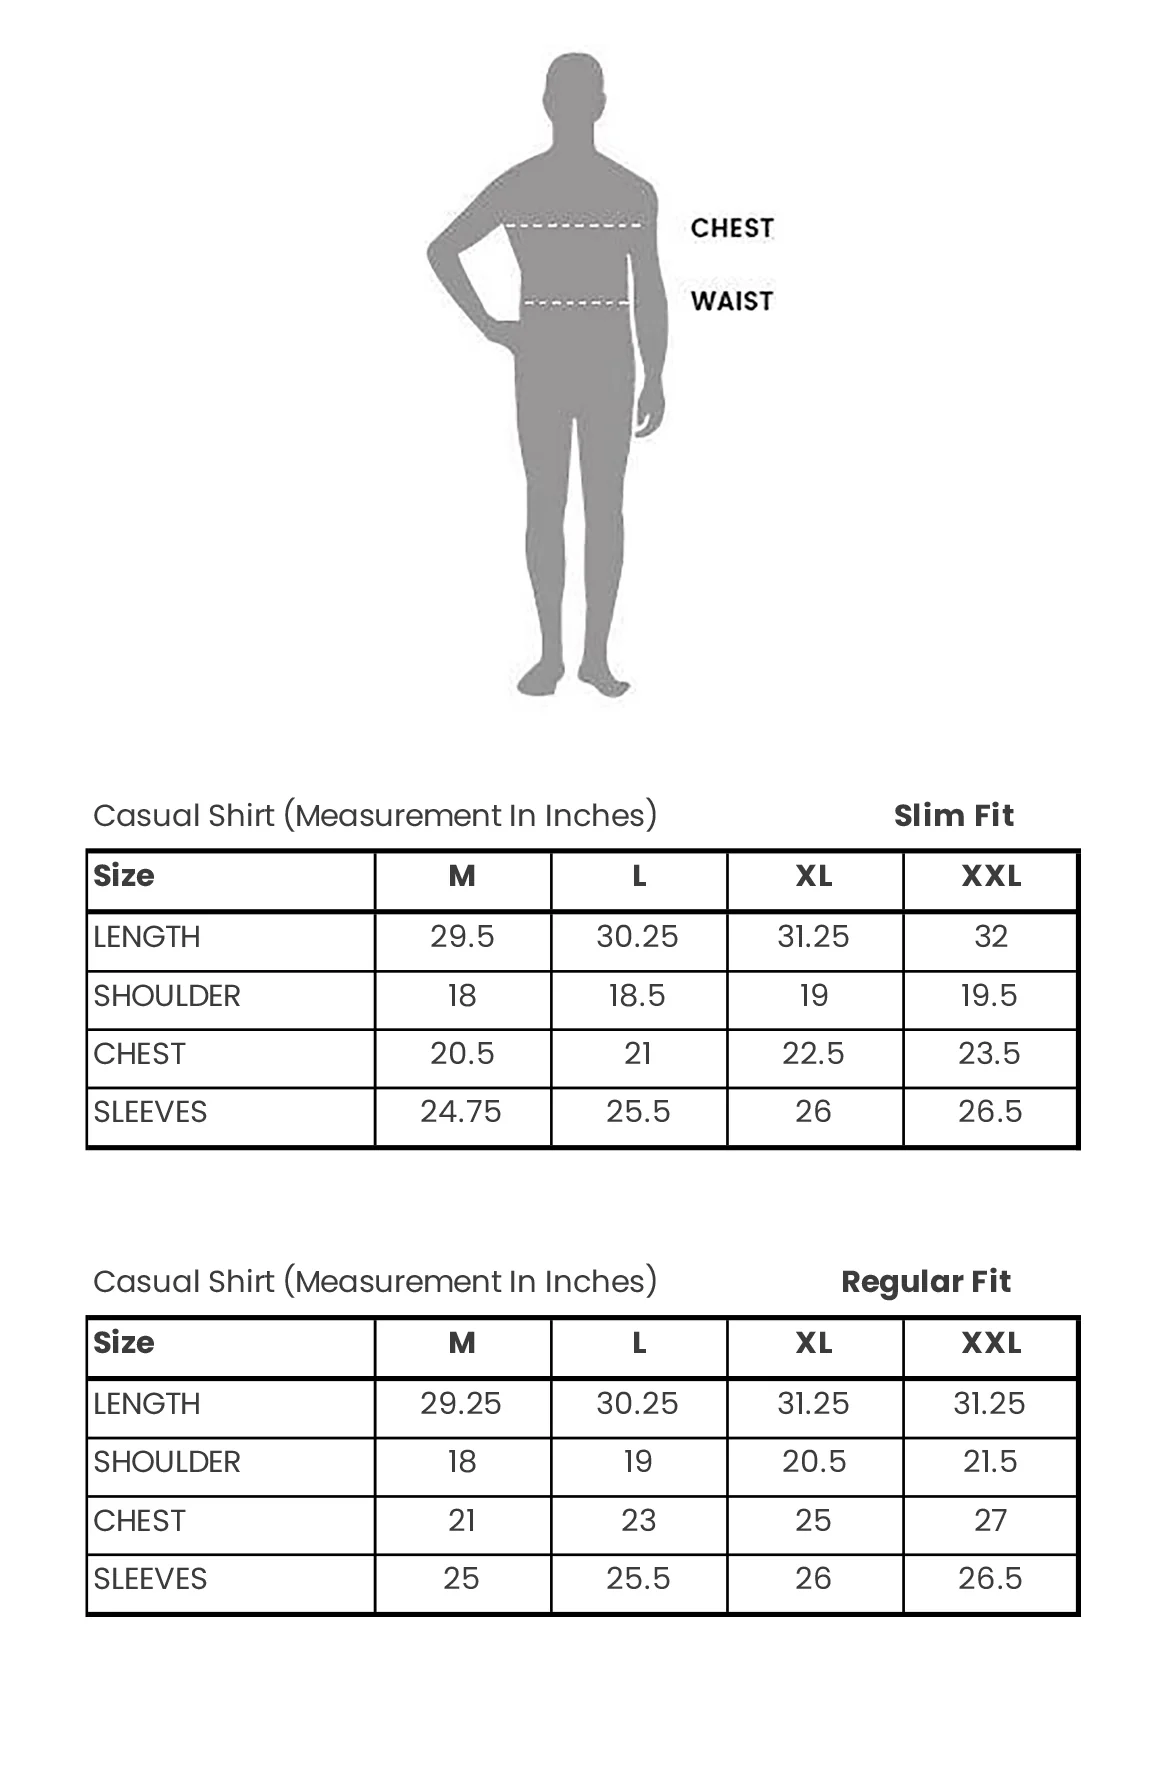 CHEST
WAIST
Casual Shirt (Measurement In Inches) Slim Fit
Size M L XL XXL
LENGTH 29.5 30.25 31.25 32
SHOULDER 18 18.5 19 19.5
CHEST 20.5 21 22.5 23.5
SLEEVES 24.75 25.5 26 26.5
Casual Shirt (Measurement In Inches) Regular Fit
Size M L XL XXL
LENGTH 29.25 30.25 31.25 31.25
SHOULDER 18 19 20.5 21.5
CHEST 21 23 25 27
SLEEVES 25 25.5 26 26.5